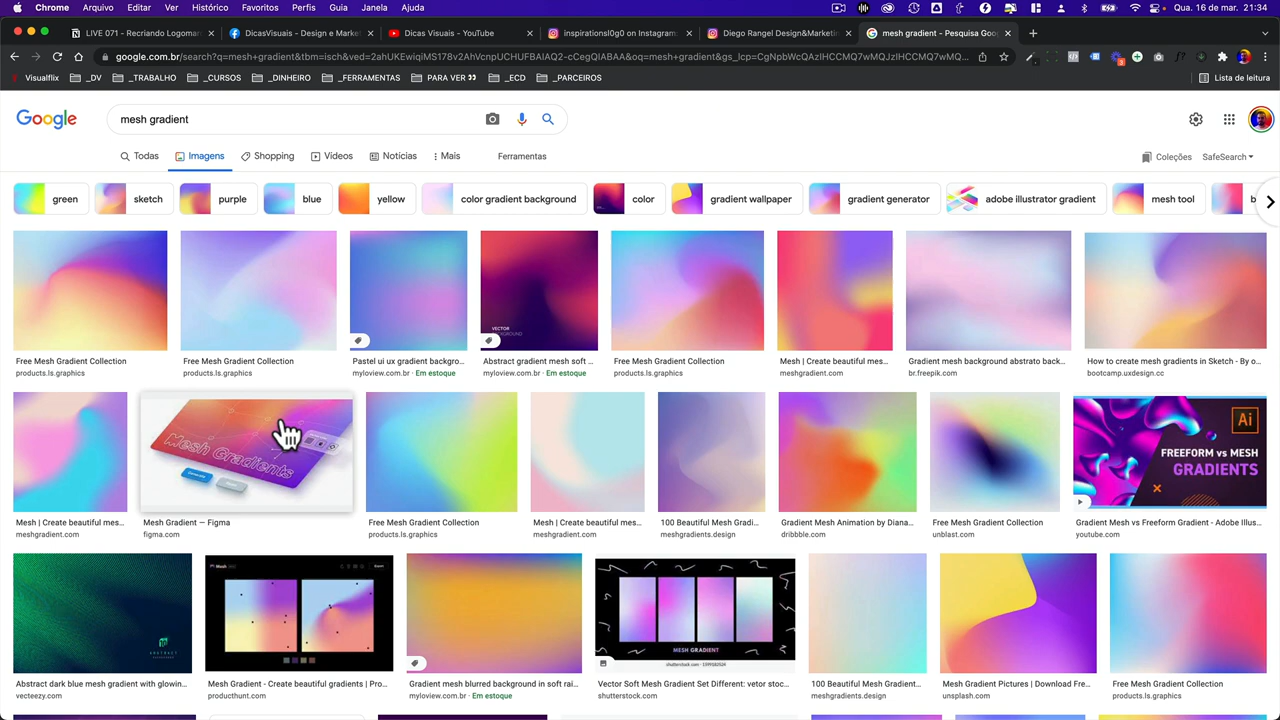 Chrome Arquivo Editar Ver Histórico Favoritos Perfis Guia Janela Ajuda Qua. 16 de mar. 21:34
LIVE 071 - Recriando Logomar DicasVisuais - Design e Market DicasVisuais - YouTube inspirationsl0g0 on Instagram: Diego Rangel Design&Marketin mesh gradient - Pesquisa Goo
google.com.br/search?q=mesh+gradient&tbm=isch&ved=2ahUKEwiqiMS178v2AhVcnpUCHUFBAIAQ2-cCegQIABAA&oq=mesh+gradient&gs_lcp=CgNpbWcQAzIHCCMQ7wMQJzIHCCMQ7wMQ...
Visualflix _DV _TRABALHO _CURSOS _DINHEIRO _FERRAMENTAS PARA VER _ECD _PARCEIROS Lista de leitura
Google mesh gradient
Todas Imagens Shopping Vídeos Notícias Mais Ferramentas Coleções SafeSearch
green sketch purple blue yellow color gradient background color gradient wallpaper gradient generator adobe illustrator gradient mesh tool b
VECTOR
BACKGROUND
Free Mesh Gradient Collection Free Mesh Gradient Collection Pastel ui ux gradient backgro... Abstract gradient mesh soft ... Free Mesh Gradient Collection Mesh | Create beautiful mes... Gradient mesh background abstrato back... How to create mesh gradients in Sketch - By o...
products.ls.graphics products.ls.graphics myloview.com.br · Em estoque myloview.com.br · Em estoque products.ls.graphics meshgradient.com br.freepik.com bootcamp.uxdesign.cc
Mesh Gradients
Ai
FREEFORM vs MESH
GRADIENTS
Mesh | Create beautiful mes... Mesh Gradient — Figma Free Mesh Gradient Collection Mesh | Create beautiful mes... 100 Beautiful Mesh Gradi... Gradient Mesh Animation by Diana... Free Mesh Gradient Collection Gradient Mesh vs Freeform Gradient - Adobe Illus...
meshgradient.com figma.com products.ls.graphics meshgradient.com meshgradients.design dribbble.com unblast.com youtube.com
Mesh
MESH GRADIENT
Abstract dark blue mesh gradient with glowin... Mesh Gradient - Create beautiful gradients | Pro... Gradient mesh blurred background in soft rai... Vector Soft Mesh Gradient Set Different: vetor stoc... 100 Beautiful Mesh Gradient... Mesh Gradient Pictures | Download Fre... Free Mesh Gradient Collection
vecteezy.com producthunt.com myloview.com.br · Em estoque shutterstock.com meshgradients.design unsplash.com products.ls.graphics